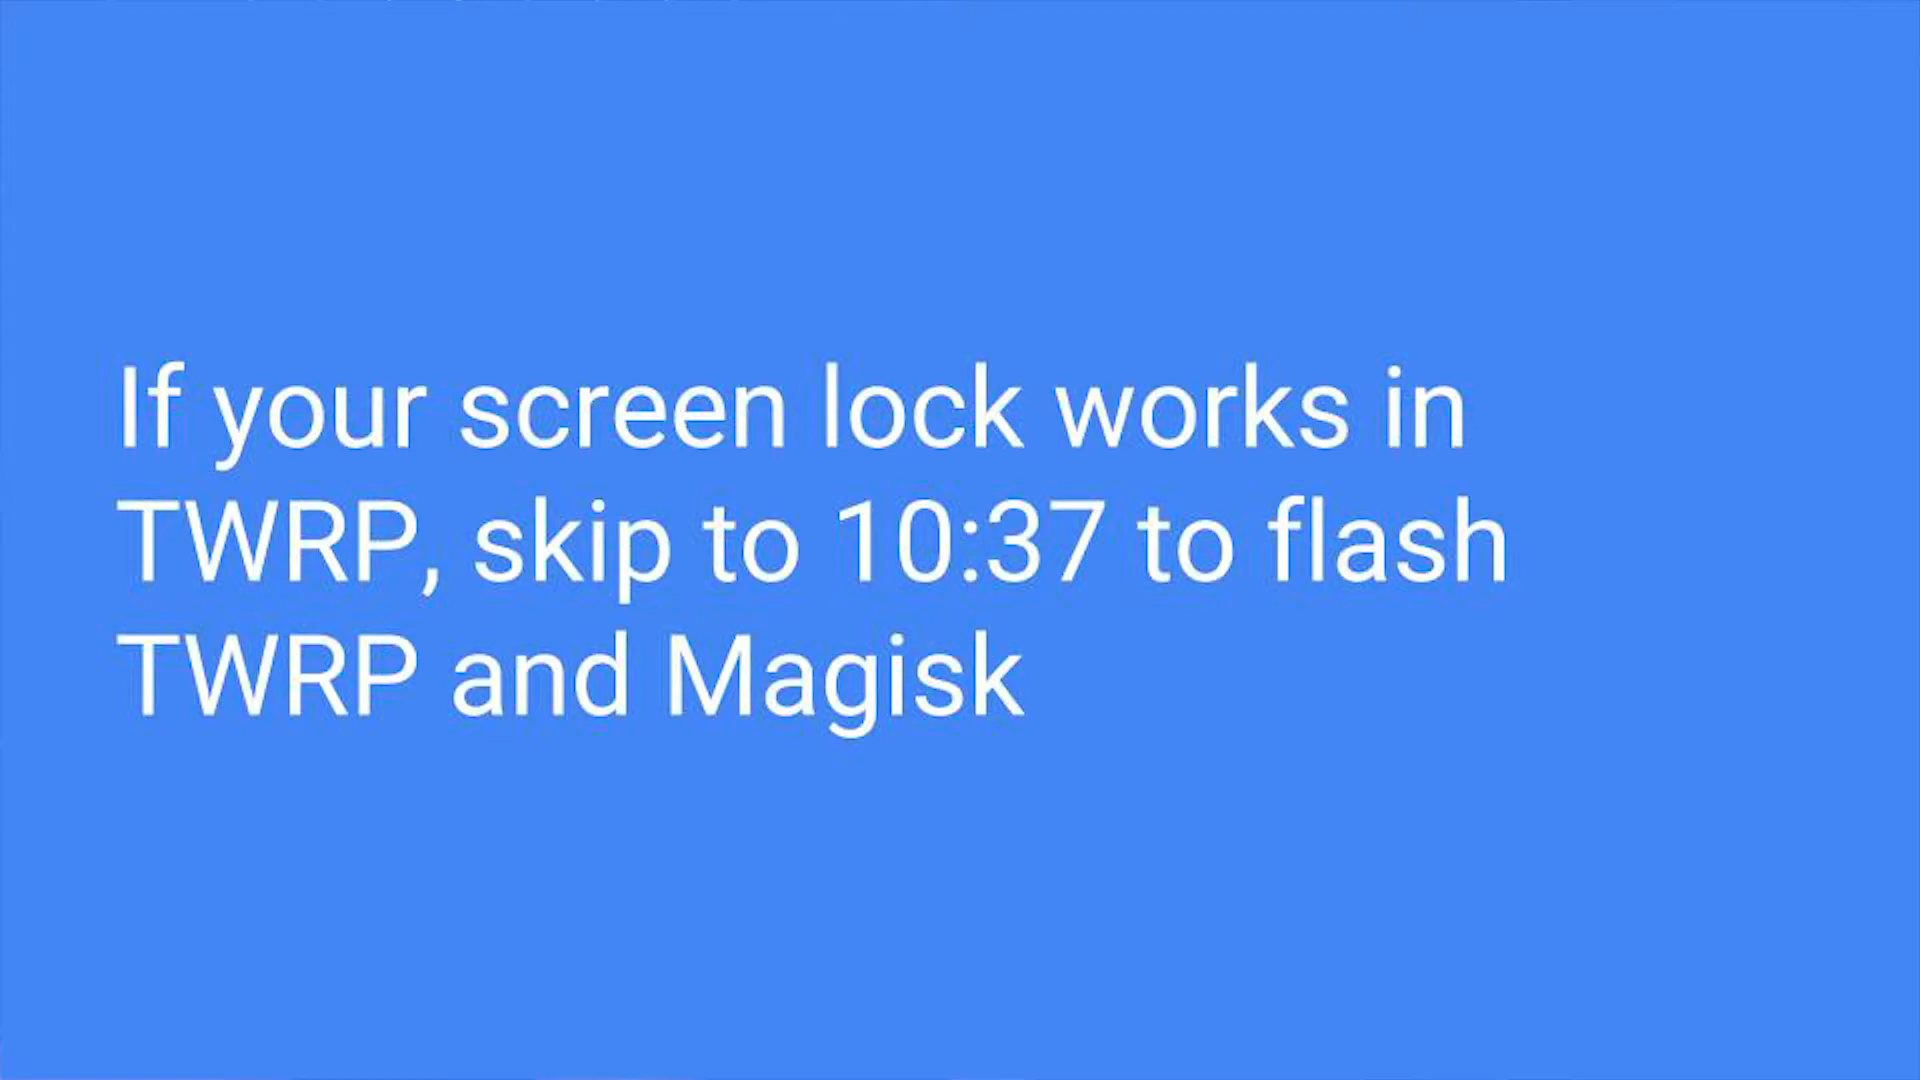 If your screen lock works in
TWRP, skip to 10:37 to flash
TWRP and Magisk